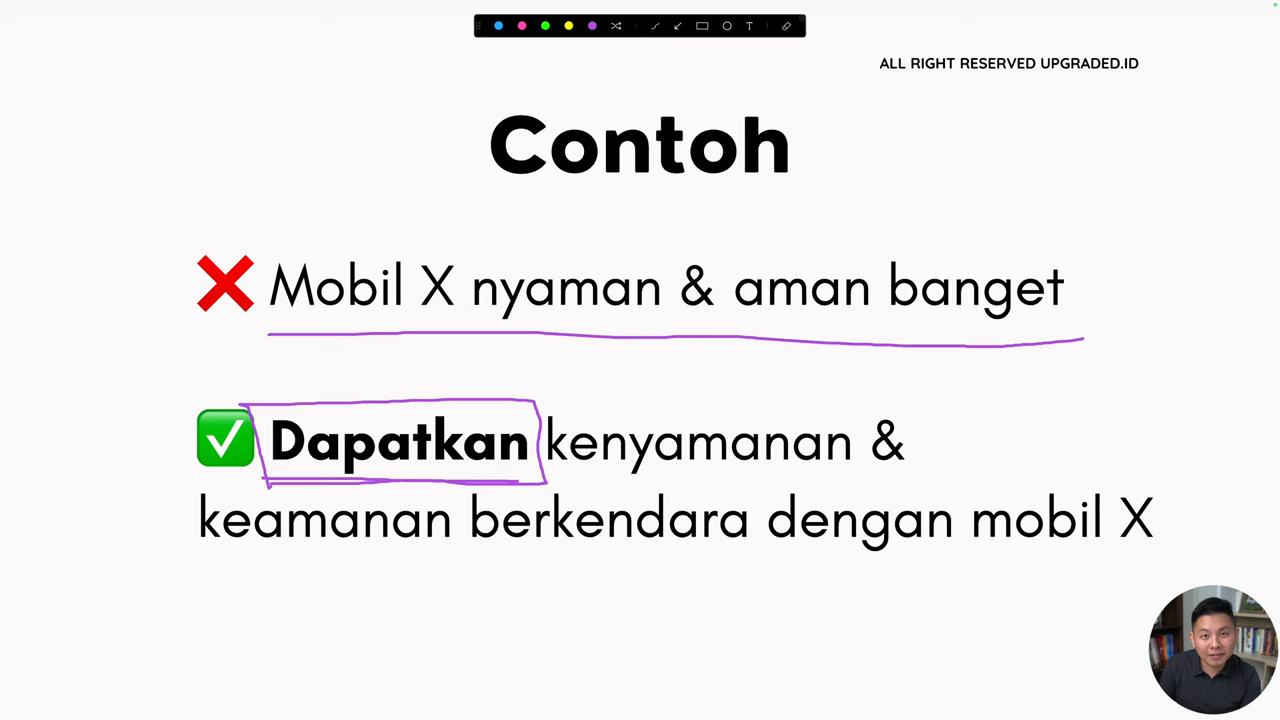 ALL RIGHT RESERVED UPGRADED.ID
Contoh
❌ Mobil X nyaman & aman banget
✅ Dapatkan kenyamanan &
keamanan berkendara dengan mobil X